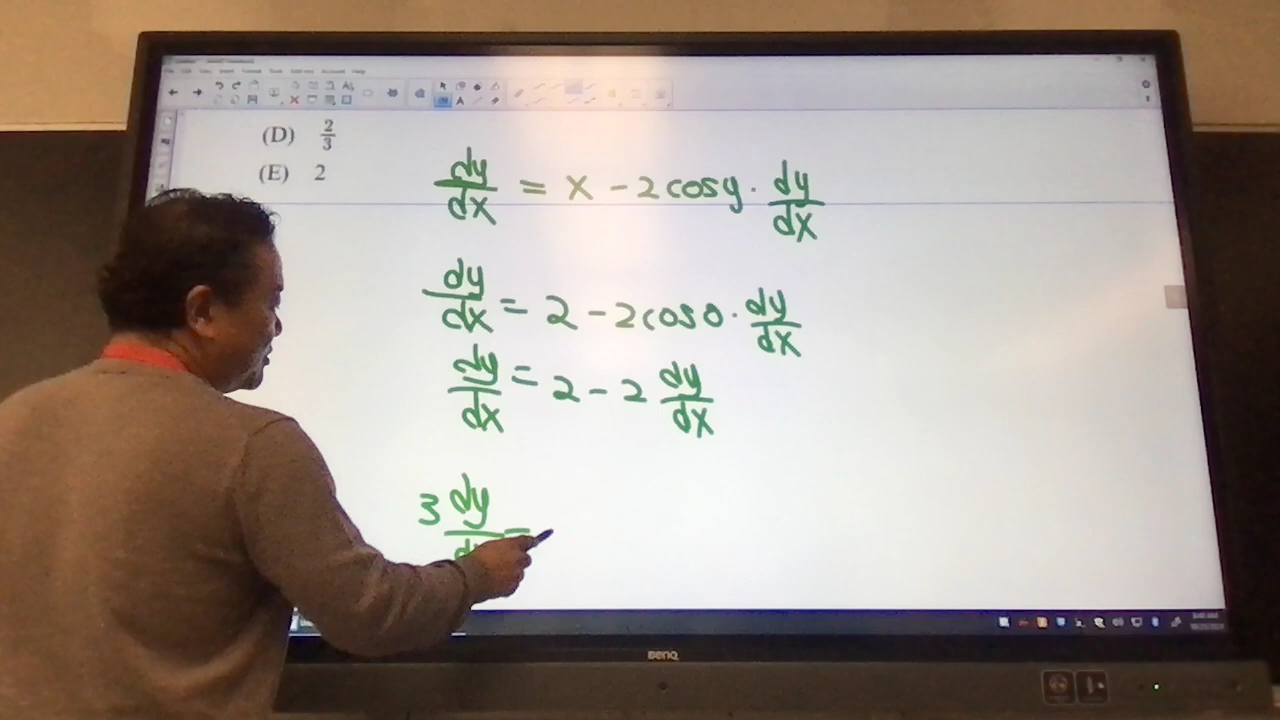 (D) 2/3
(E) 2
dy/dx = x - 2cosy · dy/dx
dy/dx = 2 - 2cos0 · dy/dx
dy/dx = 2 - 2 dy/dx
3 dy/dx =
BenQ